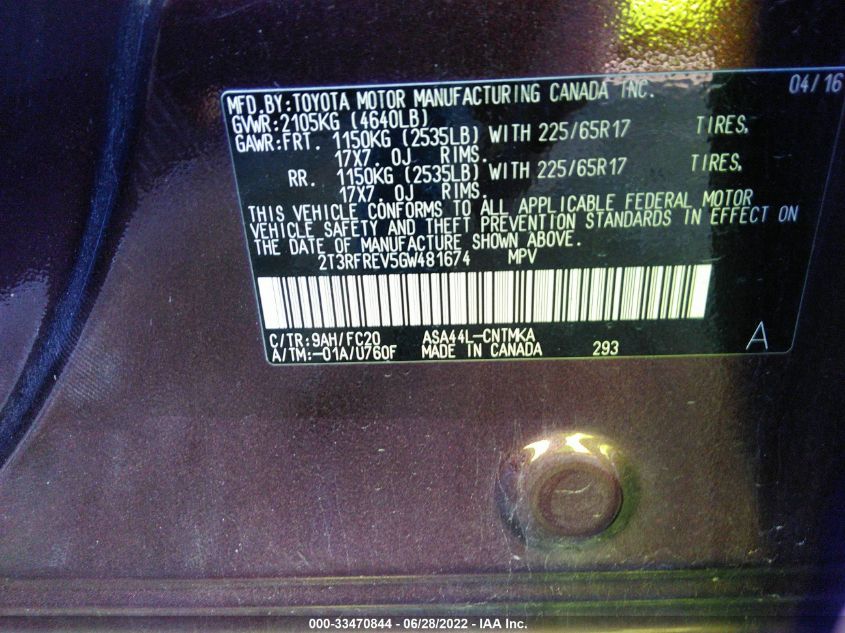 MFD.BY:TOYOTA MOTOR MANUFACTURING CANADA INC. 04/16
GVWR:2105KG (4640LB)
GAWR:FRT. 1150KG (2535LB) WITH 225/65R17 TIRES,
17X7.0J RIMS.
RR. 1150KG (2535LB) WITH 225/65R17 TIRES,
17X7.0J RIMS.
THIS VEHICLE CONFORMS TO ALL APPLICABLE FEDERAL MOTOR
VEHICLE SAFETY AND THEFT PREVENTION STANDARDS IN EFFECT ON
THE DATE OF MANUFACTURE SHOWN ABOVE.
2T3RFREV5GW481674 MPV
C/TR:9AH/FC20 ASA44L-CNTMKA
A/TM:-01A/U760F MADE IN CANADA 293 A
000-33470844 - 06/28/2022 - IAA Inc.